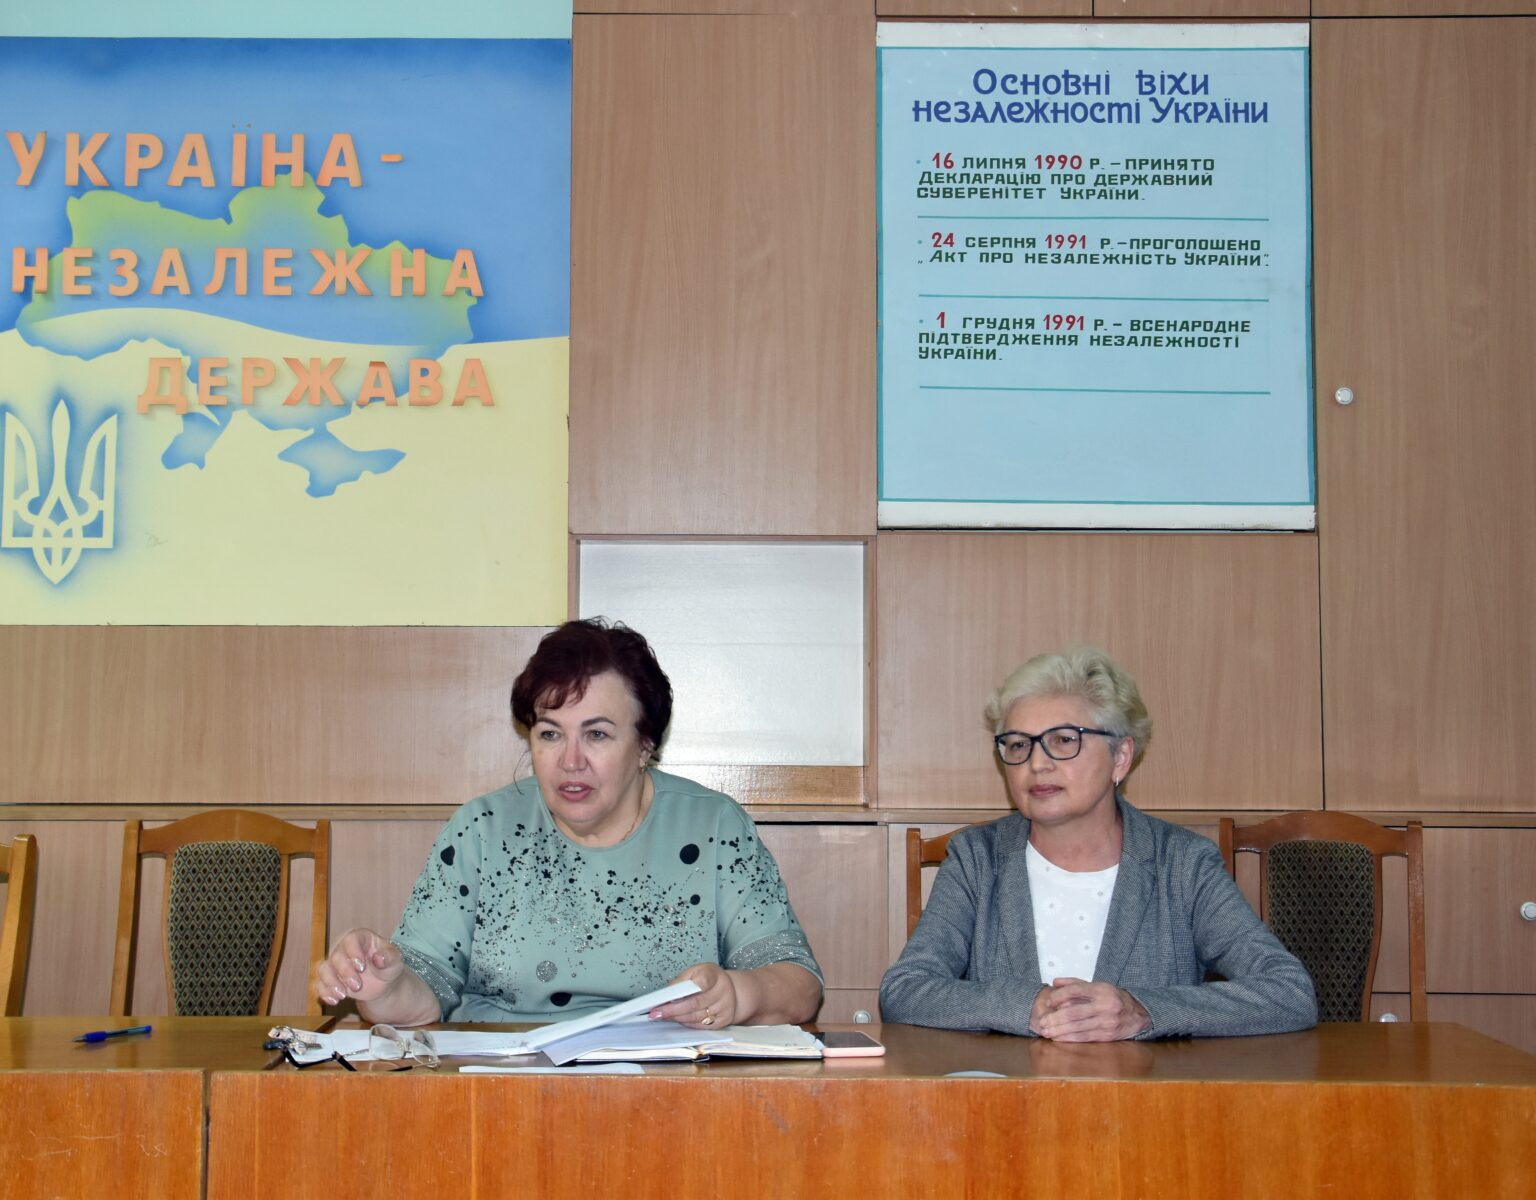 УКРАЇНА -
НЕЗАЛЕЖНА
ДЕРЖАВА
Основні віхи
незалежності України
• 16 липня 1990 р. – прийнято
Декларацію про державний
суверенітет України.
• 24 серпня 1991 р. – проголошено
„Акт про незалежність України”.
• 1 грудня 1991 р. – всенародне
підтвердження незалежності
України.